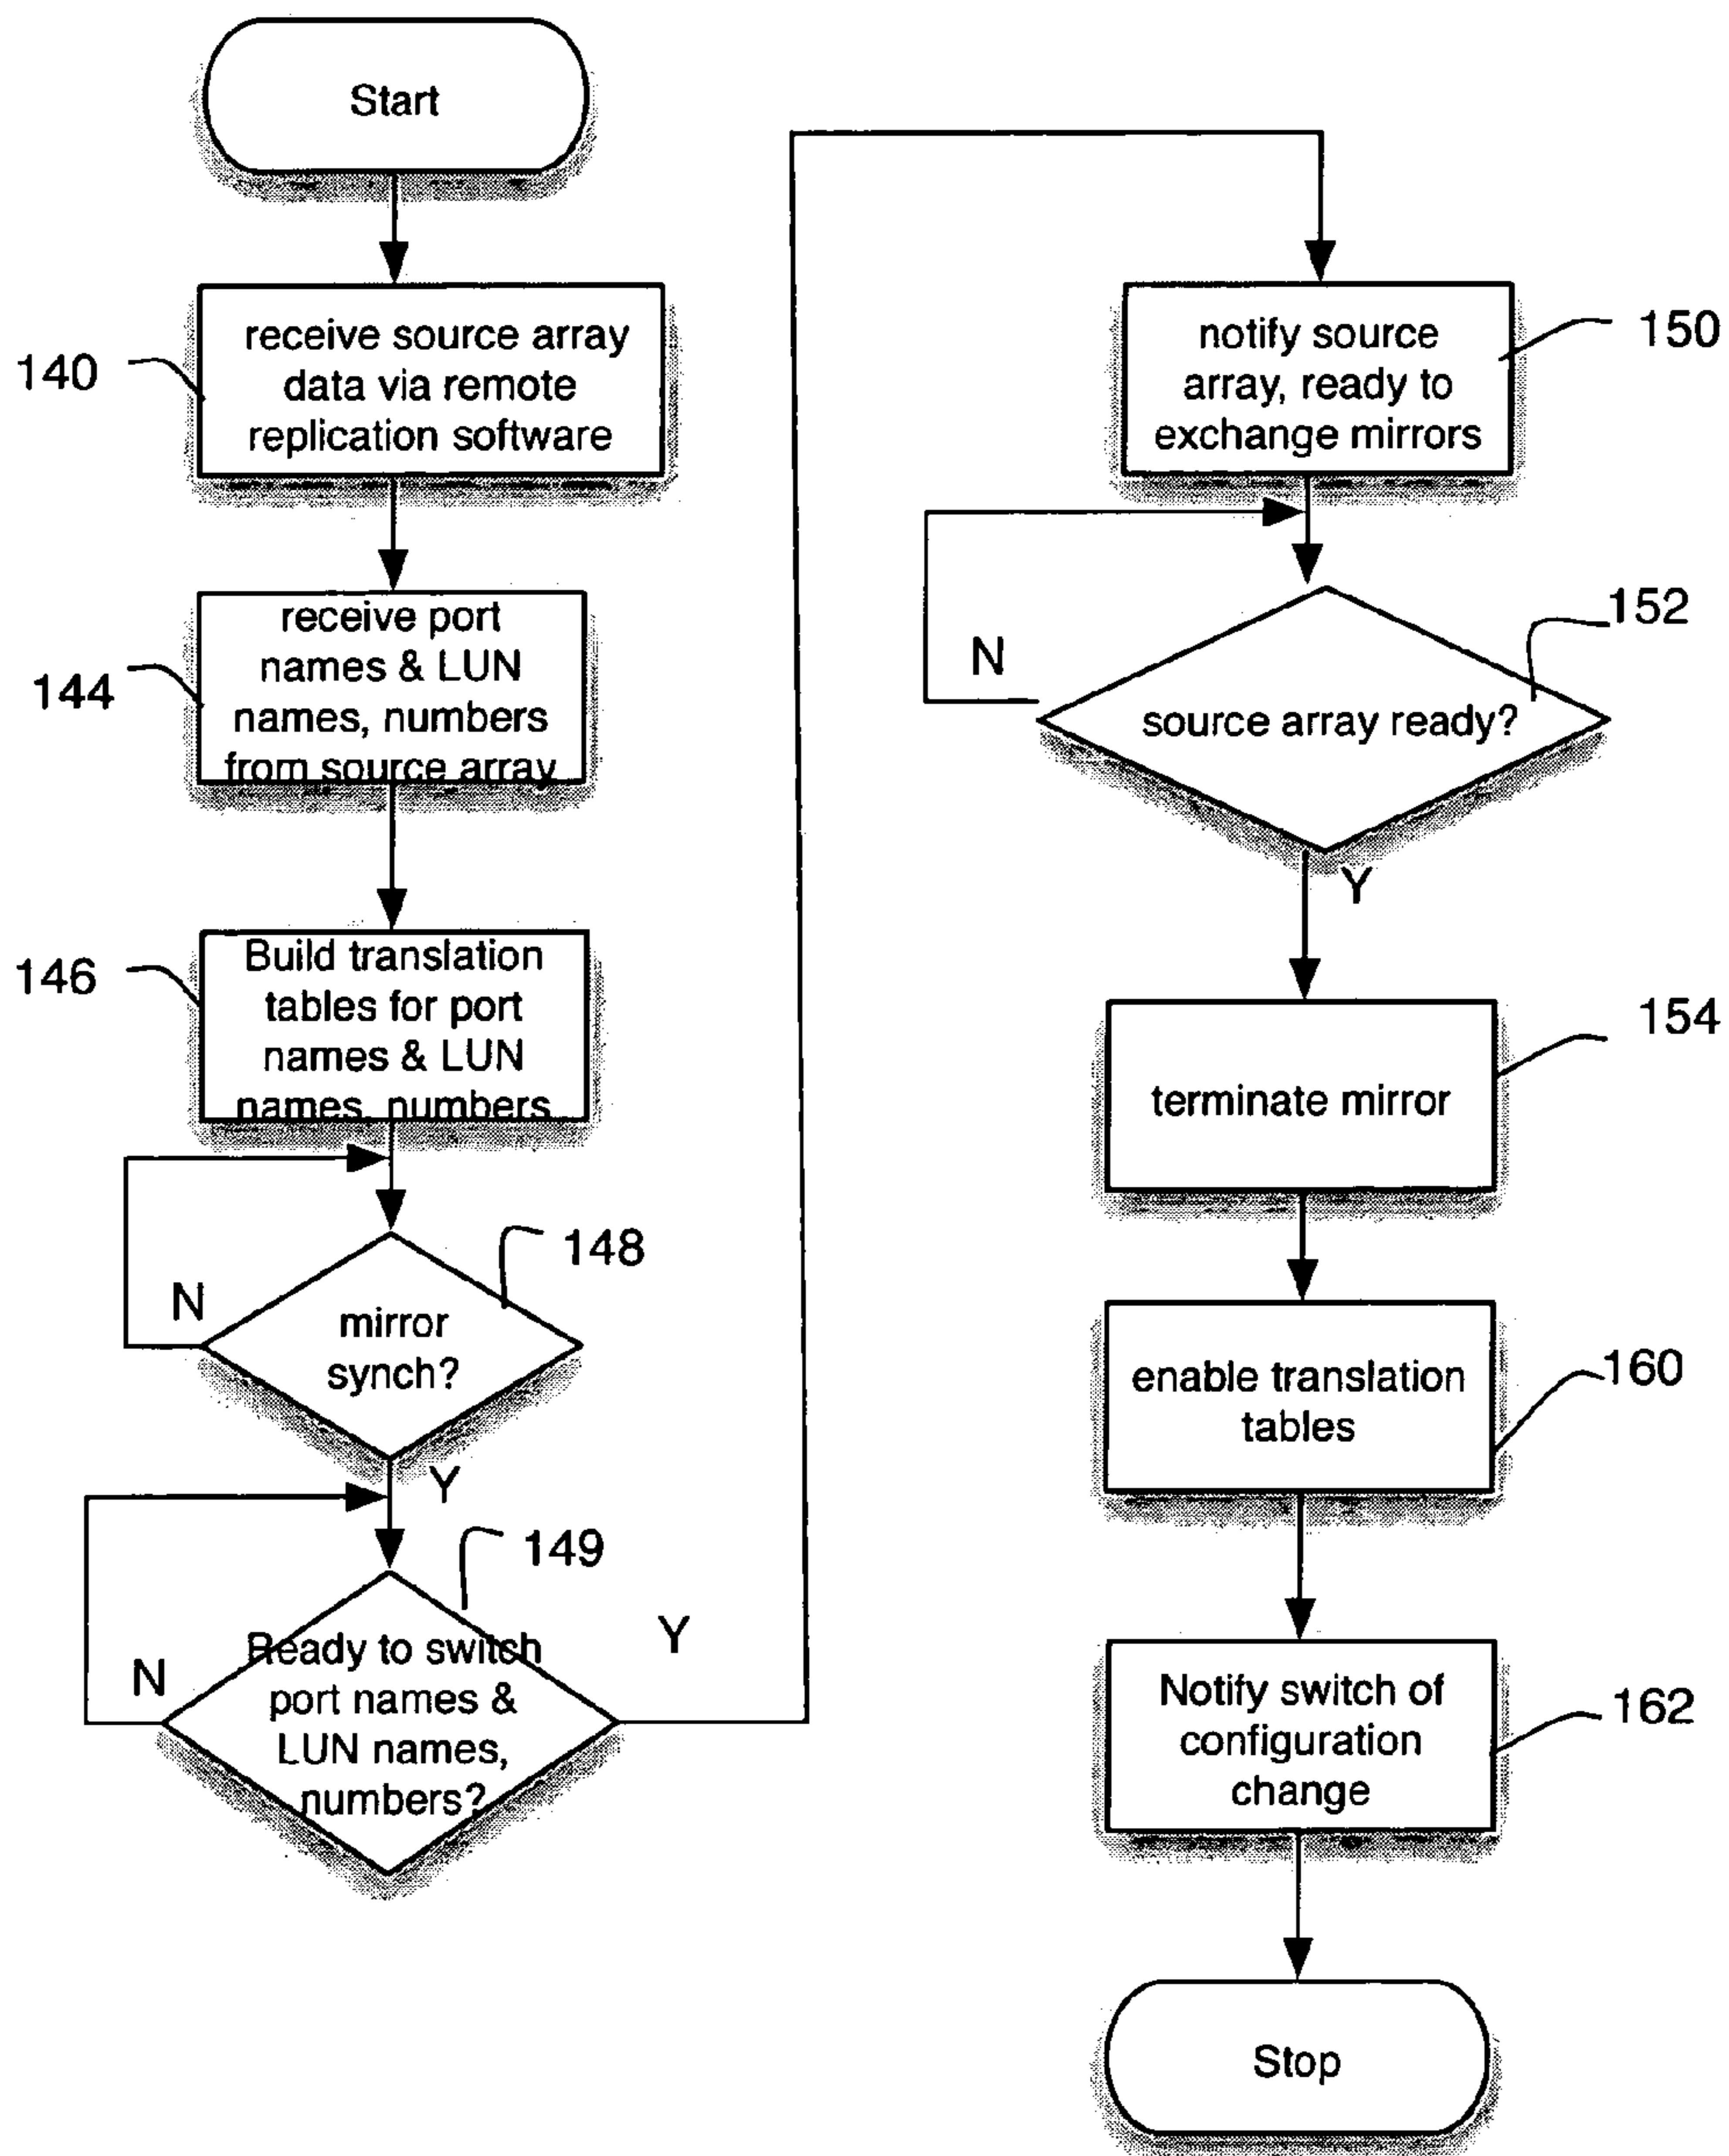 Start
receive source array
data via remote
replication software
140
receive port
names & LUN
names, numbers
from source array
144
Build translation
tables for port
names & LUN
names, numbers
146
mirror
synch?
148
N
Y
Ready to switch
port names &
LUN names,
numbers?
149
N
Y
notify source
array, ready to
exchange mirrors
150
source array ready?
152
N
Y
terminate mirror
154
enable translation
tables
160
Notify switch of
configuration
change
162
Stop